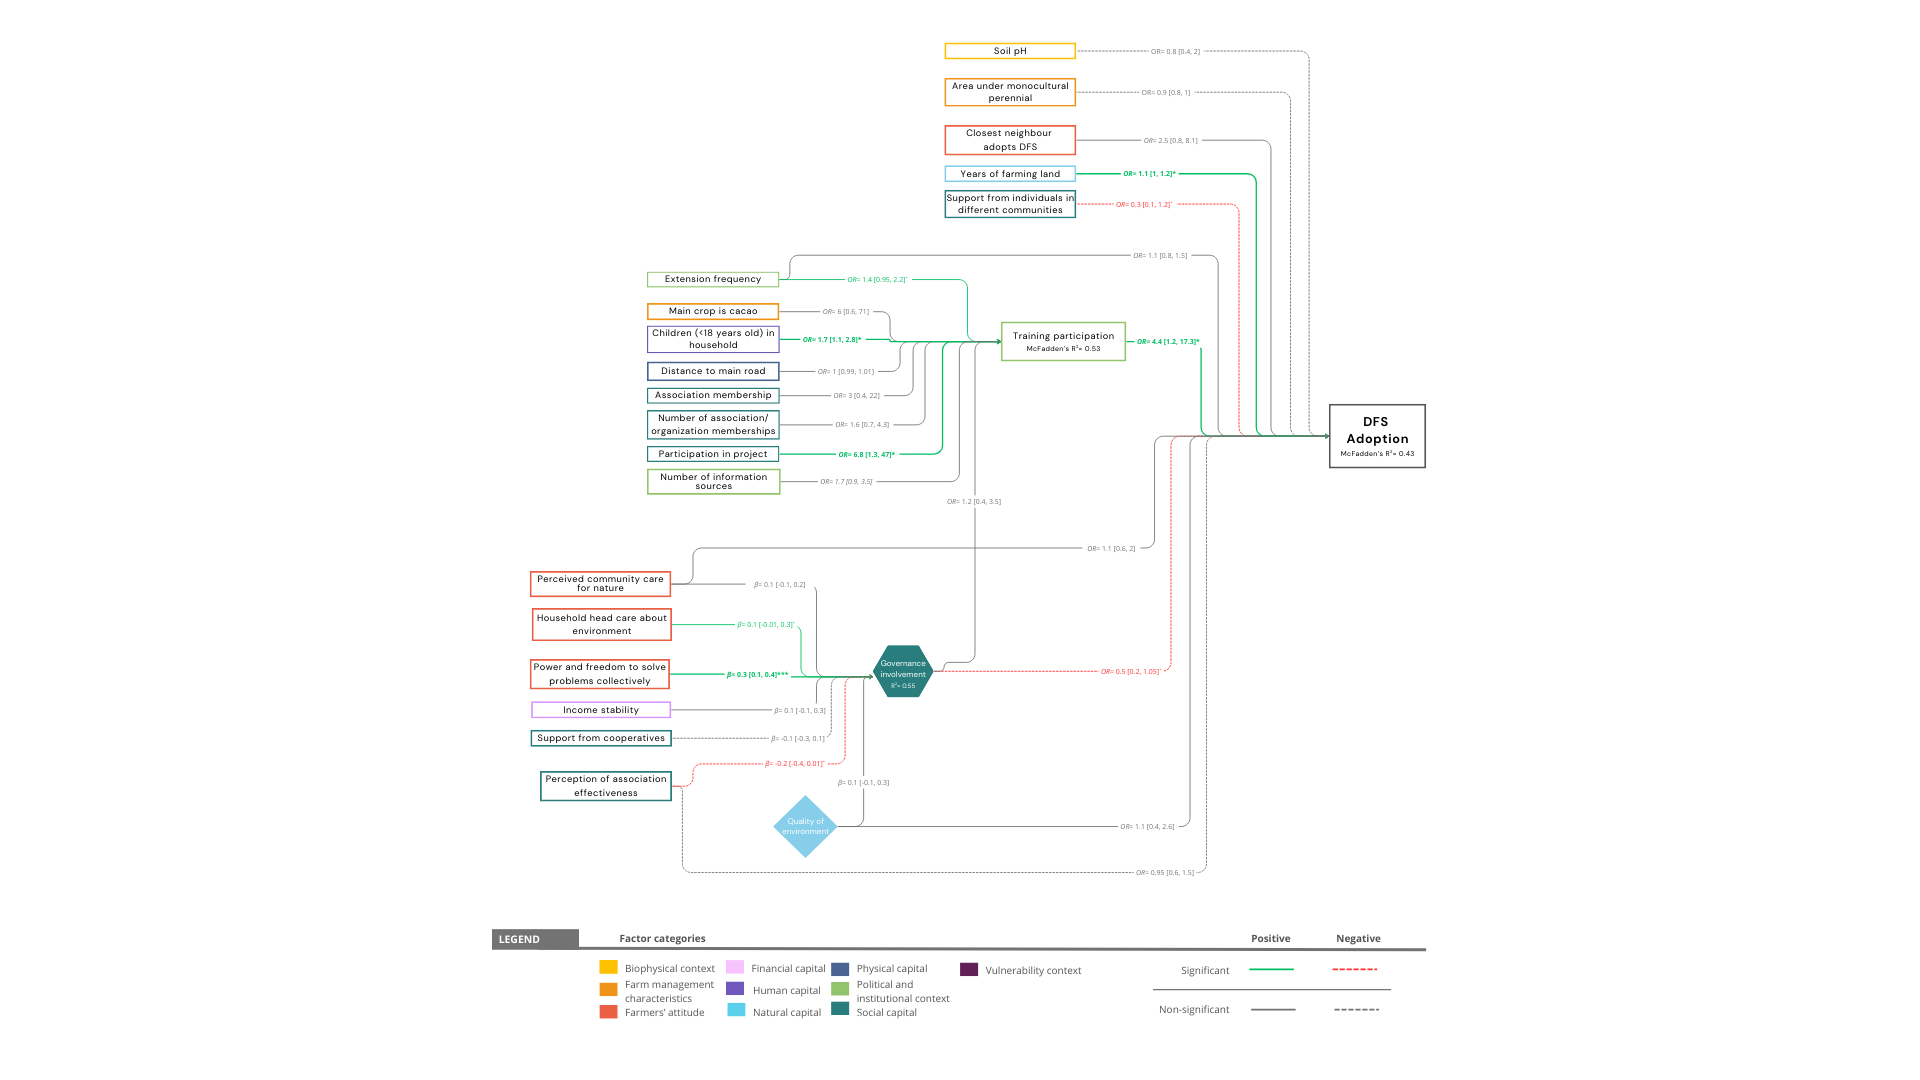 Soil pH
OR= 0.8 [0.4, 2]
Area under monocultural
perennial
OR= 0.9 [0.8, 1]
Closest neighbour
adopts DFS
OR= 2.5 [0.8, 8.1]
Years of farming land
OR= 1.1 [1, 1.2]*
Support from individuals in
different communities
OR= 0.3 [0.1, 1.2]˙
OR= 1.1 [0.8, 1.5]
Extension frequency
OR= 1.4 [0.95, 2.2]˙
Main crop is cacao
OR= 6 [0.6, 71]
Children (<18 years old) in
household
OR= 1.7 [1.1, 2.8]*
Training participation
McFadden's R²= 0.53
OR= 4.4 [1.2, 17.3]*
Distance to main road
OR= 1 [0.99, 1.01]
Association membership
OR= 3 [0.4, 22]
Number of association/
organization memberships
OR= 1.6 [0.7, 4.3]
DFS
Adoption
McFadden's R²= 0.43
Participation in project
OR= 6.8 [1.3, 47]*
Number of information
sources
OR= 1.7 [0.9, 3.5]
OR= 1.2 [0.4, 3.5]
OR= 1.1 [0.6, 2]
Perceived community care
for nature
β= 0.1 [-0.1, 0.2]
Household head care about
environment
β= 0.1 [-0.01, 0.3]˙
Power and freedom to solve
problems collectively
β= 0.3 [0.1, 0.4]***
Governance
involvement
R²= 0.55
OR= 0.5 [0.2, 1.05]˙
Income stability
β= 0.1 [-0.1, 0.3]
Support from cooperatives
β= -0.1 [-0.3, 0.1]
β= -0.2 [-0.4, 0.01]˙
Perception of association
effectiveness
β= 0.1 [-0.1, 0.3]
Quality of
environment
OR= 1.1 [0.4, 2.6]
OR= 0.95 [0.6, 1.5]
LEGEND
Factor categories
Positive
Negative
Biophysical context
Farm management
characteristics
Farmers' attitude
Financial capital
Human capital
Natural capital
Physical capital
Political and
institutional context
Social capital
Vulnerability context
Significant
Non-significant